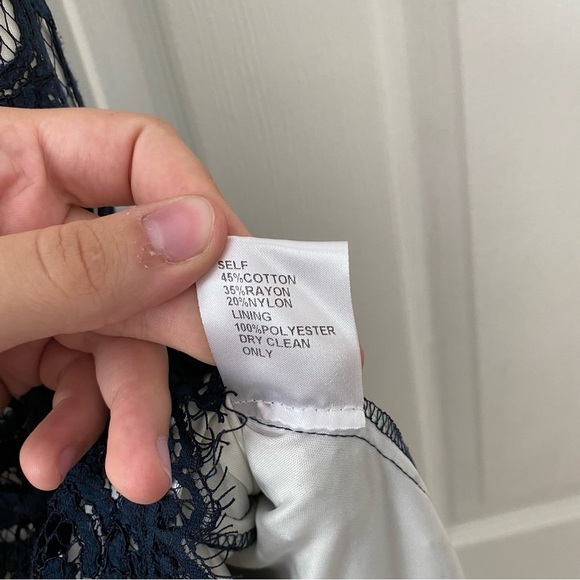 SELF
45%COTTON
35%RAYON
20%NYLON
LINING
100%POLYESTER
DRY CLEAN
ONLY